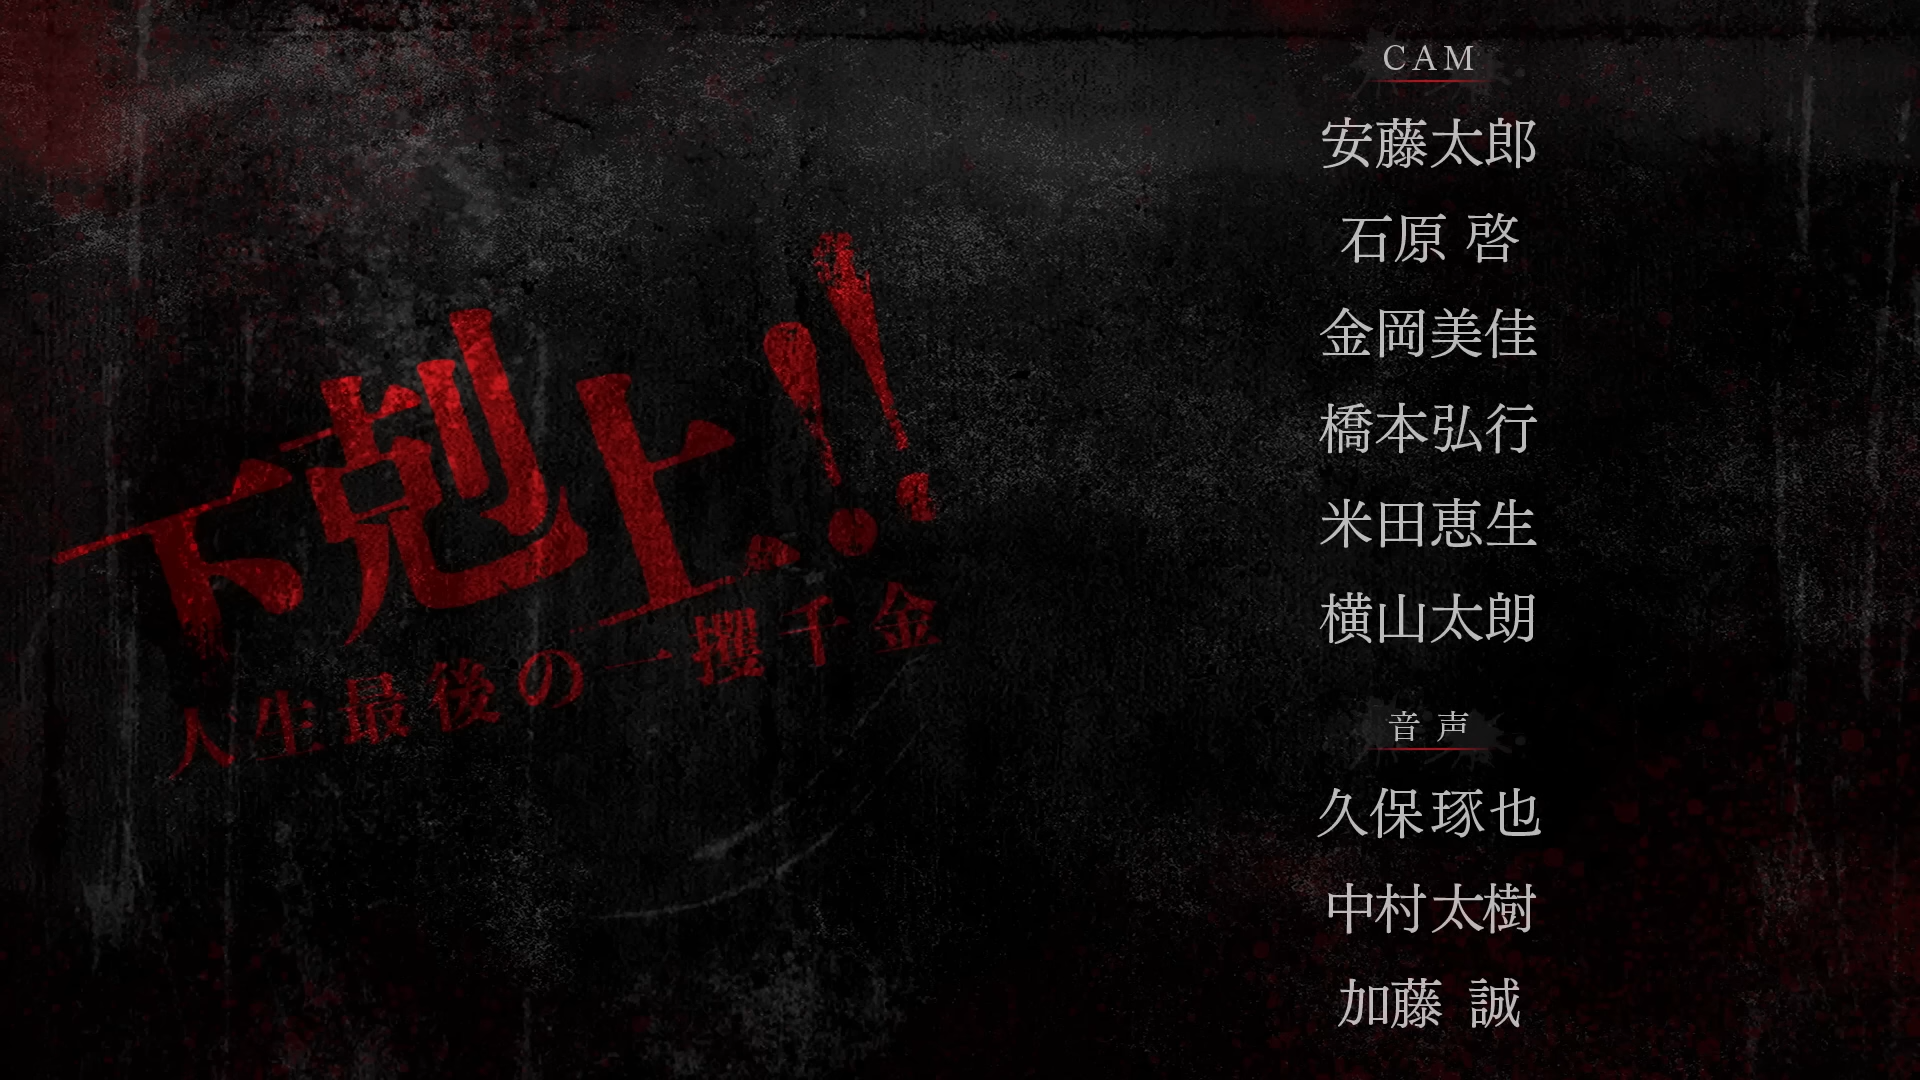 下剋上!!
人生最後の一攫千金
CAM
安藤太郎
石原 啓
金岡美佳
橋本弘行
米田恵生
横山太朗
音声
久保琢也
中村太樹
加藤 誠